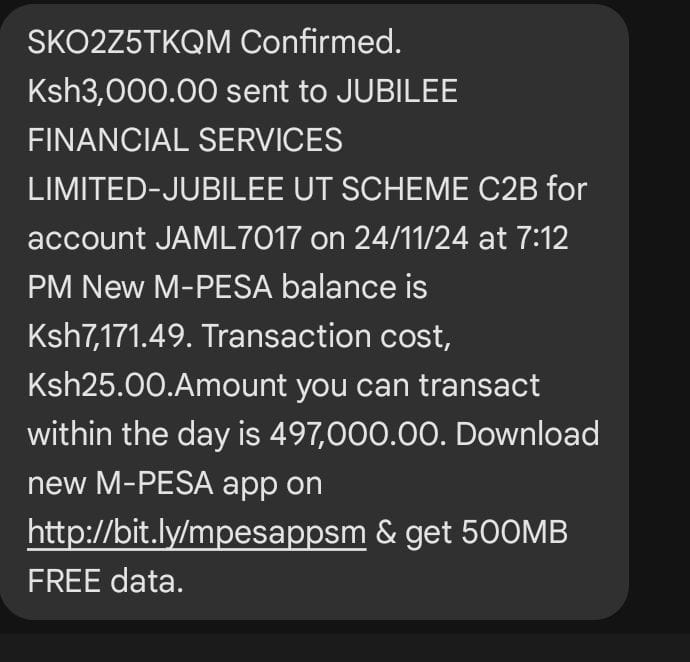 SKO2Z5TKQM Confirmed.
Ksh3,000.00 sent to JUBILEE
FINANCIAL SERVICES
LIMITED-JUBILEE UT SCHEME C2B for
account JAML7017 on 24/11/24 at 7:12
PM New M-PESA balance is
Ksh7,171.49. Transaction cost,
Ksh25.00.Amount you can transact
within the day is 497,000.00. Download
new M-PESA app on
http://bit.ly/mpesappsm & get 500MB
FREE data.